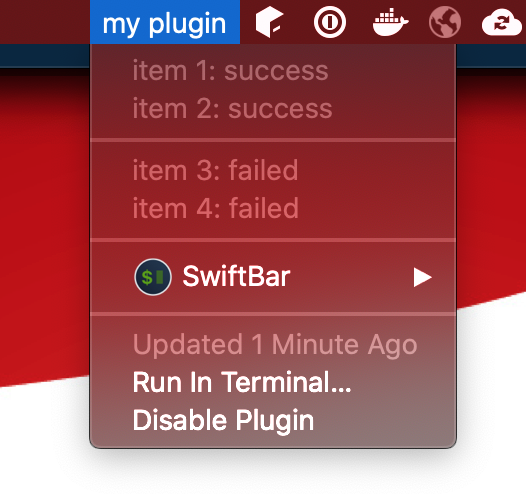 my plugin
item 1: success
item 2: success
item 3: failed
item 4: failed
$ SwiftBar
Updated 1 Minute Ago
Run In Terminal...
Disable Plugin